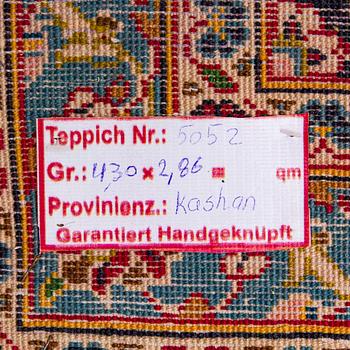 Teppich Nr.: 5052
Gr.: 4,30 x 2,86 = qm
Provinienz.: Kashan
Garantiert Handgeknüpft